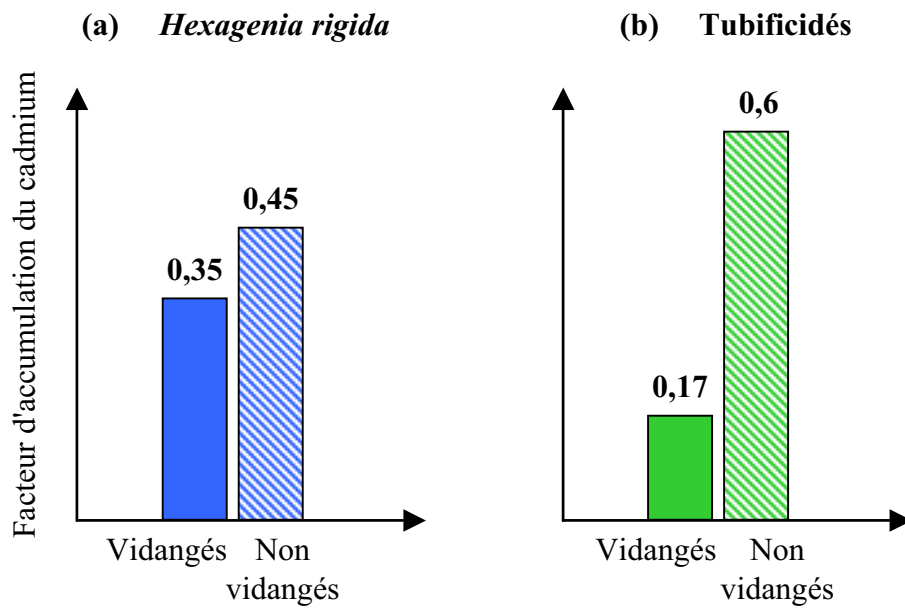 (a) Hexagenia rigida
(b) Tubificidés
Facteur d'accumulation du cadmium
0,35
0,45
Vidangés
Non
vidangés
0,17
0,6
Vidangés
Non
vidangés